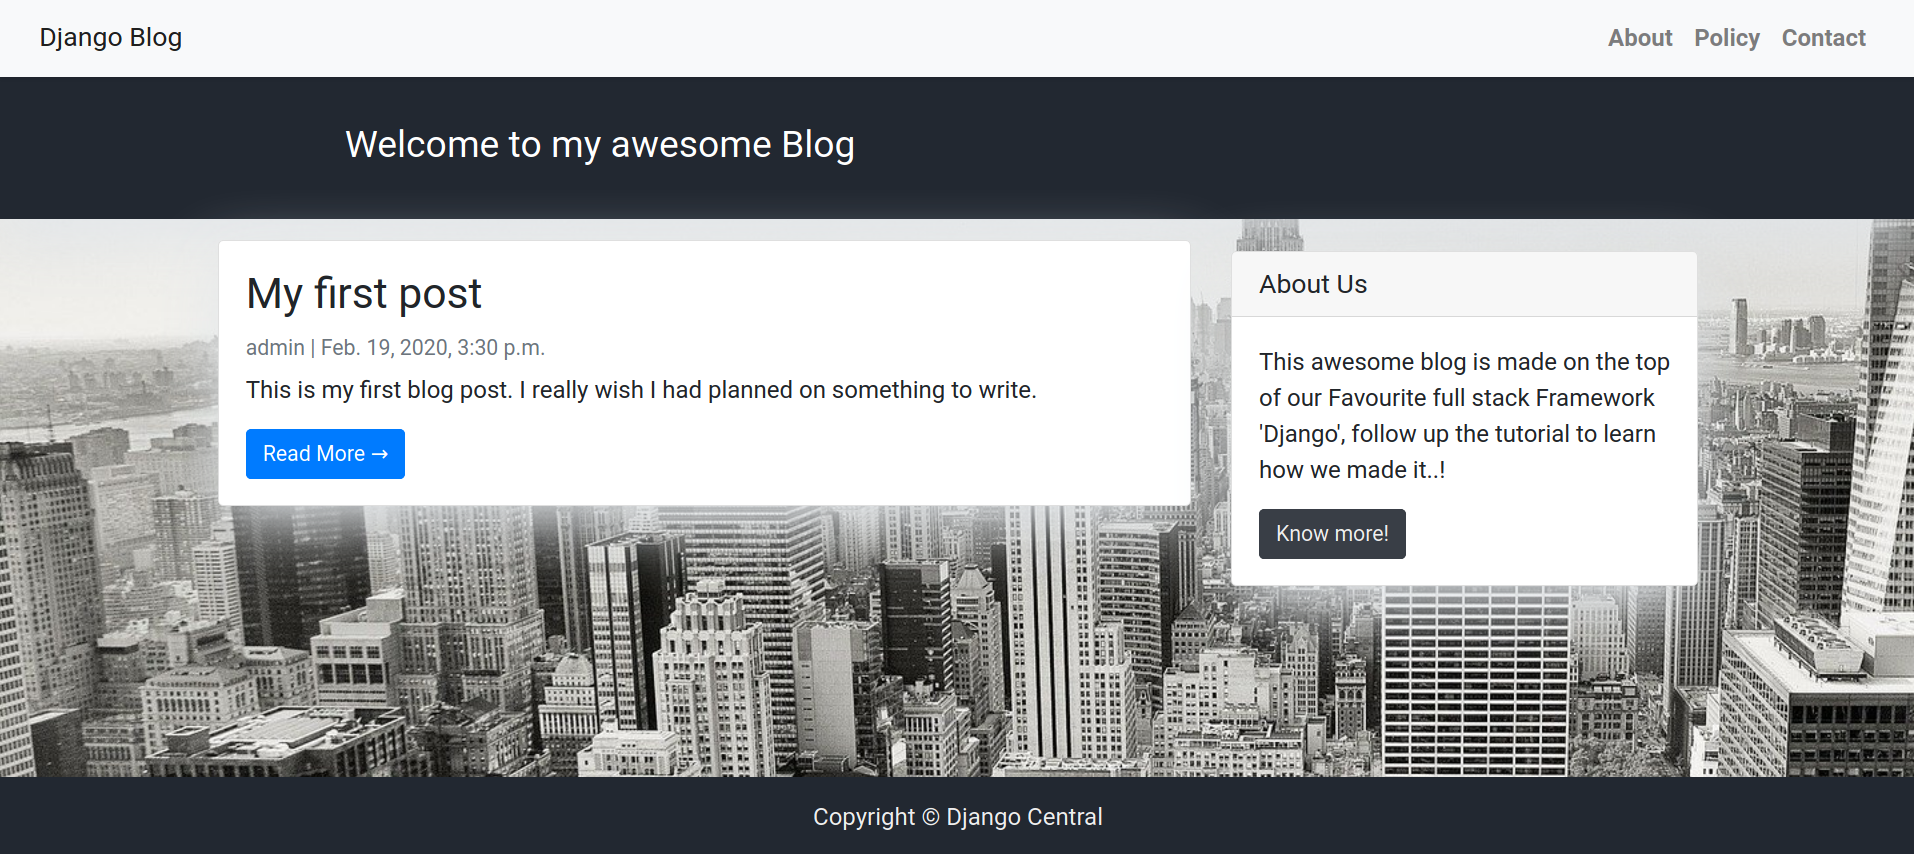 Django Blog
About Policy Contact
Welcome to my awesome Blog
My first post
admin | Feb. 19, 2020, 3:30 p.m.
This is my first blog post. I really wish I had planned on something to write.
Read More →
About Us
This awesome blog is made on the top
of our Favourite full stack Framework
'Django', follow up the tutorial to learn
how we made it..!
Know more!
Copyright © Django Central